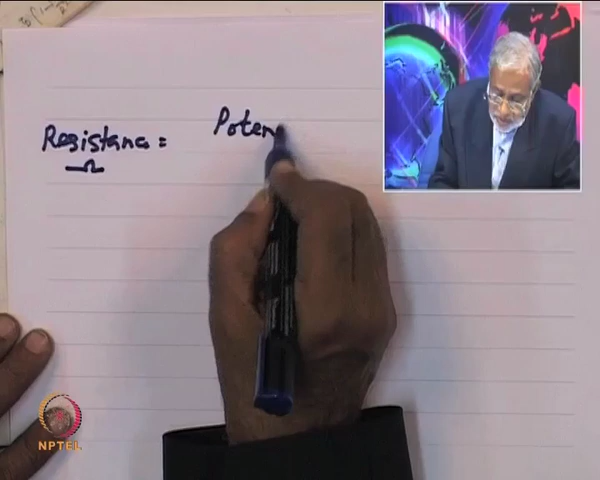 Resistance =
Poten
Ω
NPTEL